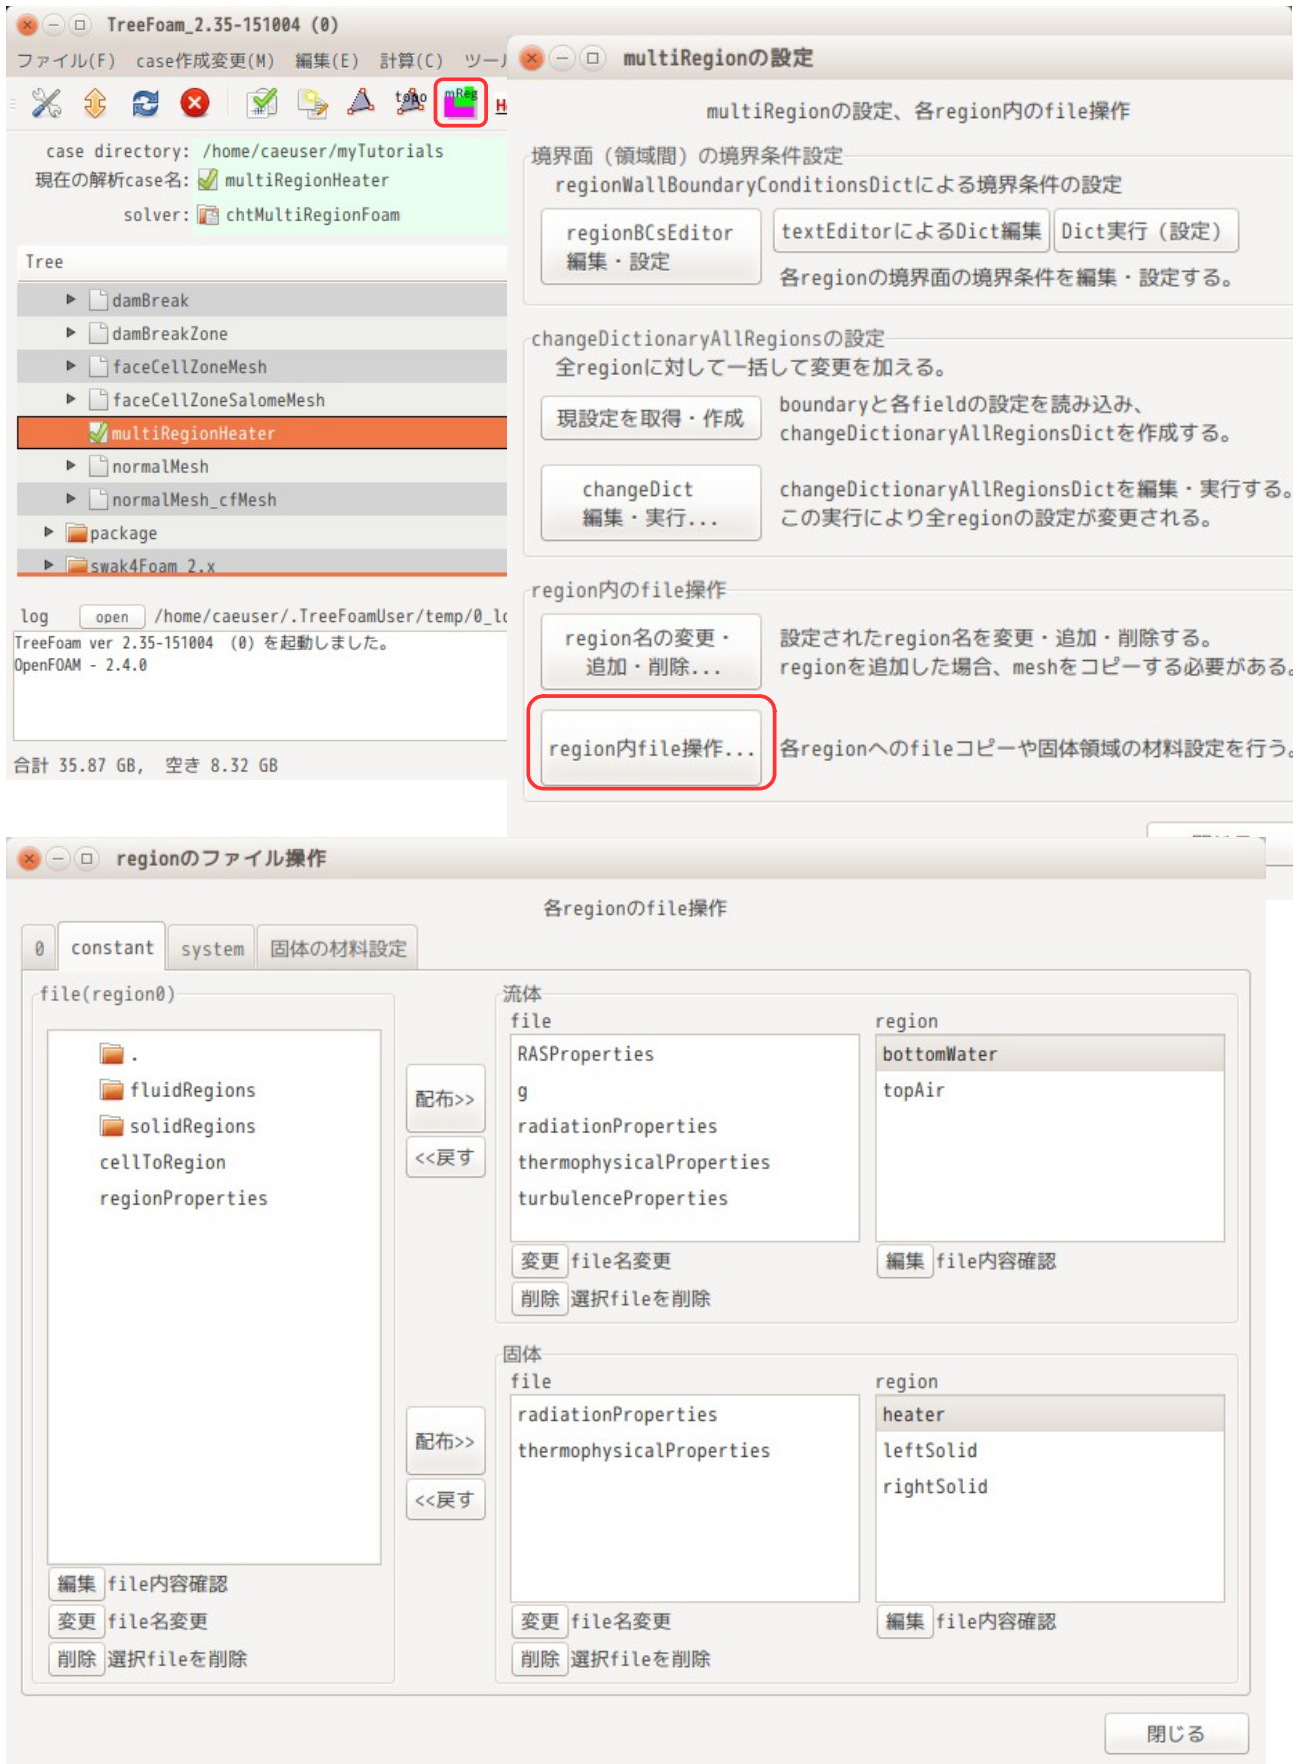 TreeFoam_2.35-151004 (0)
ファイル(F) case作成変更(M) 編集(E) 計算(C) ツール
topo mReg
case directory: /home/caeuser/myTutorials
現在の解析case名: multiRegionHeater
solver: chtMultiRegionFoam
Tree
damBreak
damBreakZone
faceCellZoneMesh
faceCellZoneSalomeMesh
multiRegionHeater
normalMesh
normalMesh_cfMesh
package
swak4Foam_2.x
log open /home/caeuser/.TreeFoamUser/temp/0_lo
TreeFoam ver 2.35-151004 (0) を起動しました。
OpenFOAM - 2.4.0
合計 35.87 GB, 空き 8.32 GB
multiRegionの設定
multiRegionの設定、各region内のfile操作
境界面（領域間）の境界条件設定
regionWallBoundaryConditionsDictによる境界条件の設定
regionBCsEditor
編集・設定
textEditorによるDict編集 Dict実行（設定）
各regionの境界面の境界条件を編集・設定する。
changeDictionaryAllRegionsの設定
全regionに対して一括して変更を加える。
現設定を取得・作成
boundaryと各fieldの設定を読み込み、
changeDictionaryAllRegionsDictを作成する。
changeDict
編集・実行...
changeDictionaryAllRegionsDictを編集・実行する。
この実行により全regionの設定が変更される。
region内のfile操作
region名の変更・
追加・削除...
設定されたregion名を変更・追加・削除する。
regionを追加した場合、meshをコピーする必要がある。
region内file操作...
各regionへのfileコピーや固体領域の材料設定を行う。
regionのファイル操作
各regionのfile操作
0 constant system 固体の材料設定
file(region0)
.
fluidRegions
solidRegions
cellToRegion
regionProperties
編集 file内容確認
変更 file名変更
削除 選択fileを削除
配布>>
<<戻す
流体
file
RASProperties
g
radiationProperties
thermophysicalProperties
turbulenceProperties
変更 file名変更
削除 選択fileを削除
region
bottomWater
topAir
編集 file内容確認
配布>>
<<戻す
固体
file
radiationProperties
thermophysicalProperties
変更 file名変更
削除 選択fileを削除
region
heater
leftSolid
rightSolid
編集 file内容確認
閉じる